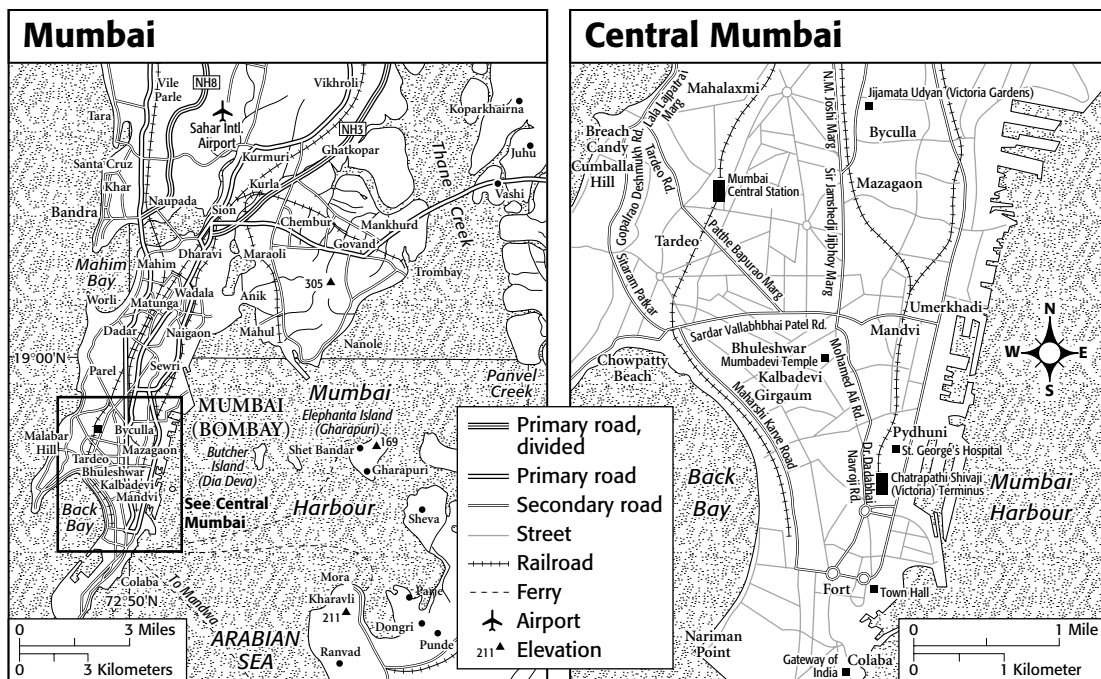 Mumbai
Vile
Parle
NH8
Vikhroli
Koparkhairna
Tara
Sahar Intl.
Airport
NH3
Ghatkopar
Juhu
Thane
Creek
Santa Cruz
Kurmuri
Khar
Kurla
Vashi
Naupada
Sion
Bandra
Chembur
Mankhurd
Govand
Mahim
Bay
Mahim
Dharavi
Maraoli
Trombay
305
Worli
Wadala
Matunga
Anik
Dadar
Naigaon
Mahul
Nanole
19°00'N
Parel
Sewri
Panvel
Creek
MUMBAI
(BOMBAY)
Mumbai
Harbour
Elephanta Island
(Gharapuri)
169
Malabar
Hill
Byculla
Mazagaon
Tardeo
Bhuleshwar
Kalbadevi
Mandvi
Butcher
Island
(Dia Deva)
Shet Bandar
Gharapuri
Back
Bay
See Central
Mumbai
Sheva
Colaba
72°50'N
To Mandwa
Mora
Kharavli
211
Panje
Dongri
Punde
Ranvad
ARABIAN
SEA
0 3 Miles
0 3 Kilometers
Primary road,
divided
Primary road
Secondary road
Street
Railroad
Ferry
Airport
211 Elevation
Central Mumbai
Mahalaxmi
Lala Lajpatrai
Marg
N.M. Joshi Marg
Jijamata Udyan (Victoria Gardens)
Byculla
Breach
Candy
Cumballa
Hill
Gopalrao Deshmukh Rd.
Tardeo Rd.
Mumbai
Central Station
Mazagaon
Sir Jamshedji Jijbhoy Marg
Tardeo
Patthe Bapurao Marg
Sitaram Patkar
Umerkhadi
Sardar Vallabhbhai Patel Rd.
Mandvi
N
W
E
S
Chowpatty
Beach
Bhuleshwar
Mumbadevi Temple
Kalbadevi
Girgaum
Mohamed Ali Rd.
Maharshi Karve Road
Pydhuni
St. George's Hospital
Dr. Dadabhai
Navroji Rd.
Chatrapathi Shivaji
(Victoria) Terminus
Back
Bay
Mumbai
Harbour
Fort
Town Hall
Nariman
Point
Gateway of
India
Colaba
0 1 Mile
0 1 Kilometer